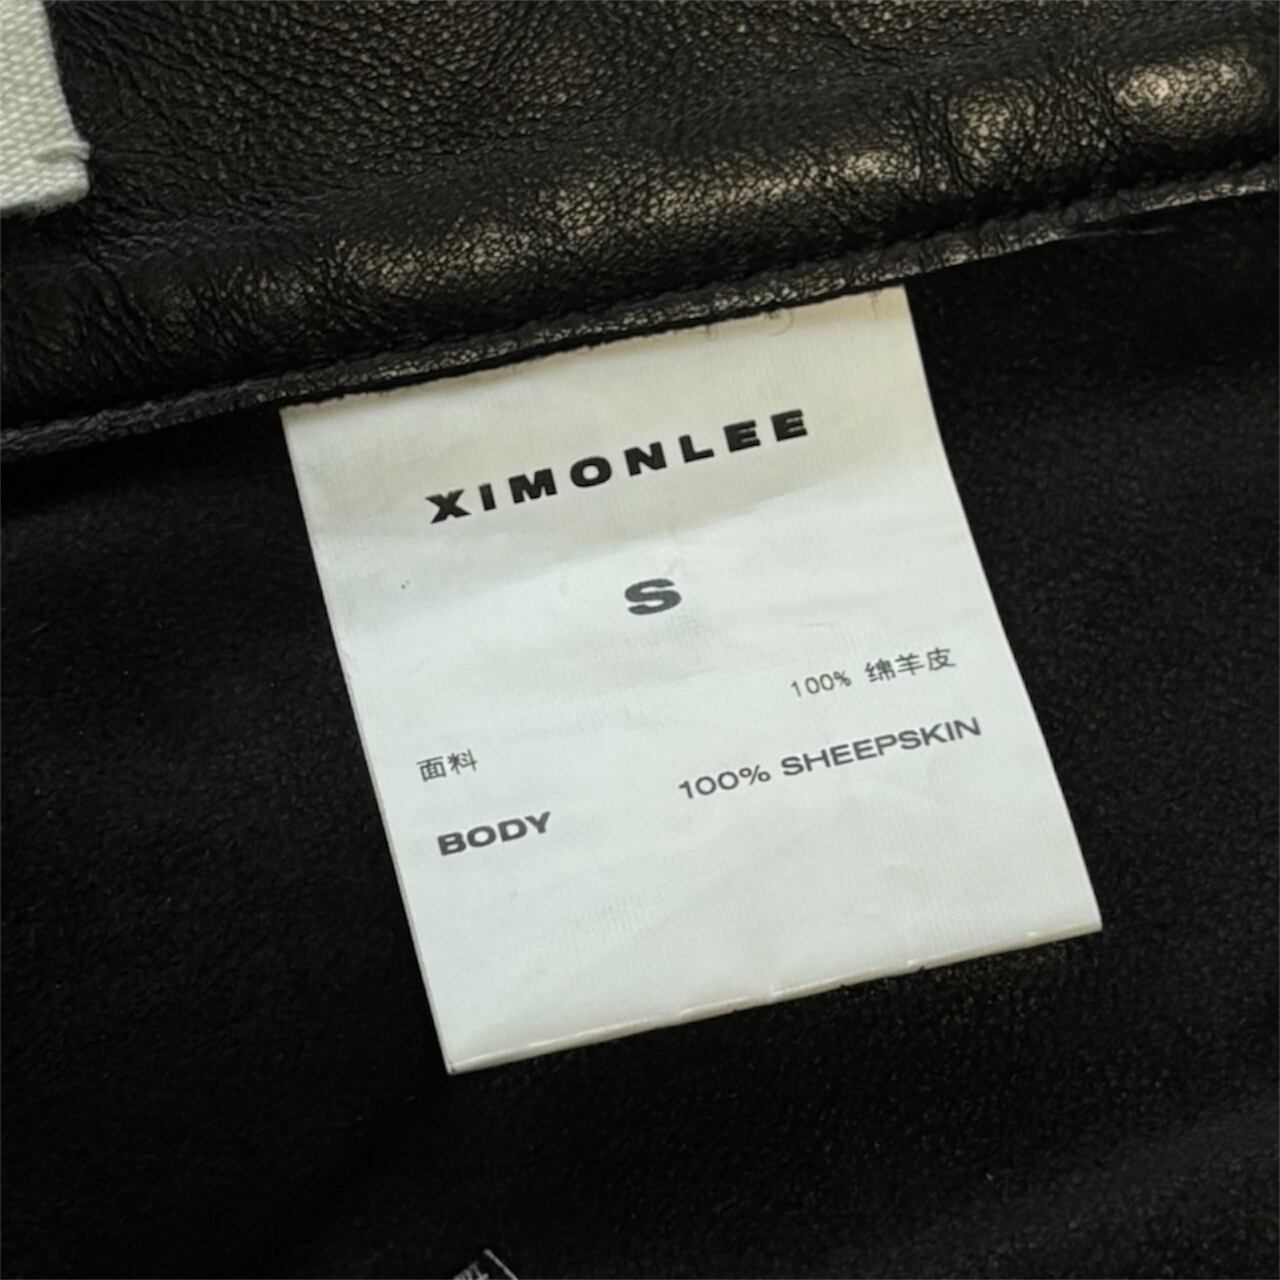 XIMONLEE
S
100% 绵羊皮
面料
100% SHEEPSKIN
BODY